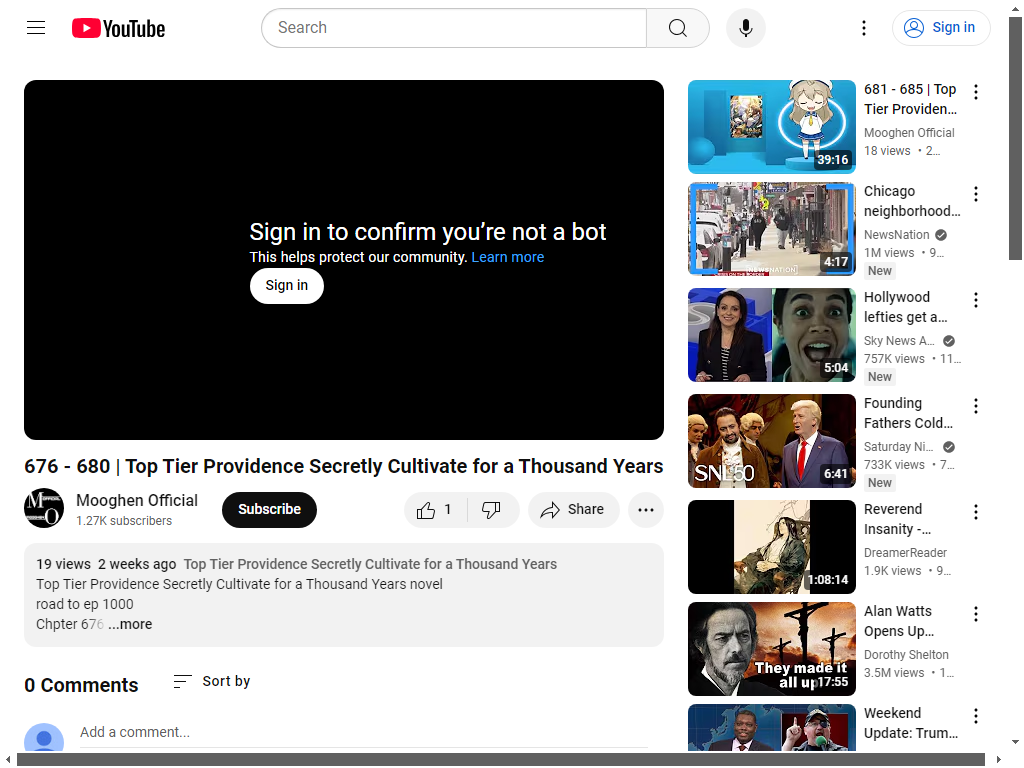 YouTube
Search
Sign in
Sign in to confirm you’re not a bot
This helps protect our community. Learn more
Sign in
676 - 680 | Top Tier Providence Secretly Cultivate for a Thousand Years
Mooghen Official
1.27K subscribers
Subscribe
1
Share
19 views 2 weeks ago Top Tier Providence Secretly Cultivate for a Thousand Years
Top Tier Providence Secretly Cultivate for a Thousand Years novel
road to ep 1000
Chpter 676 ...more
0 Comments
Sort by
Add a comment...
39:16
681 - 685 | Top
Tier Providen...
Mooghen Official
18 views • 2...
4:17
[NEWSNATION]
Chicago
neighborhood...
NewsNation
1M views • 9...
New
5:04
Hollywood
lefties get a...
Sky News A...
757K views • 11...
New
SNL50
6:41
Founding
Fathers Cold...
Saturday Ni...
733K views • 7...
New
1:08:14
Reverend
Insanity -...
DreamerReader
1.9K views • 9...
They made it
all up
17:55
Alan Watts
Opens Up...
Dorothy Shelton
3.5M views • 1...
Weekend
Update: Trum...